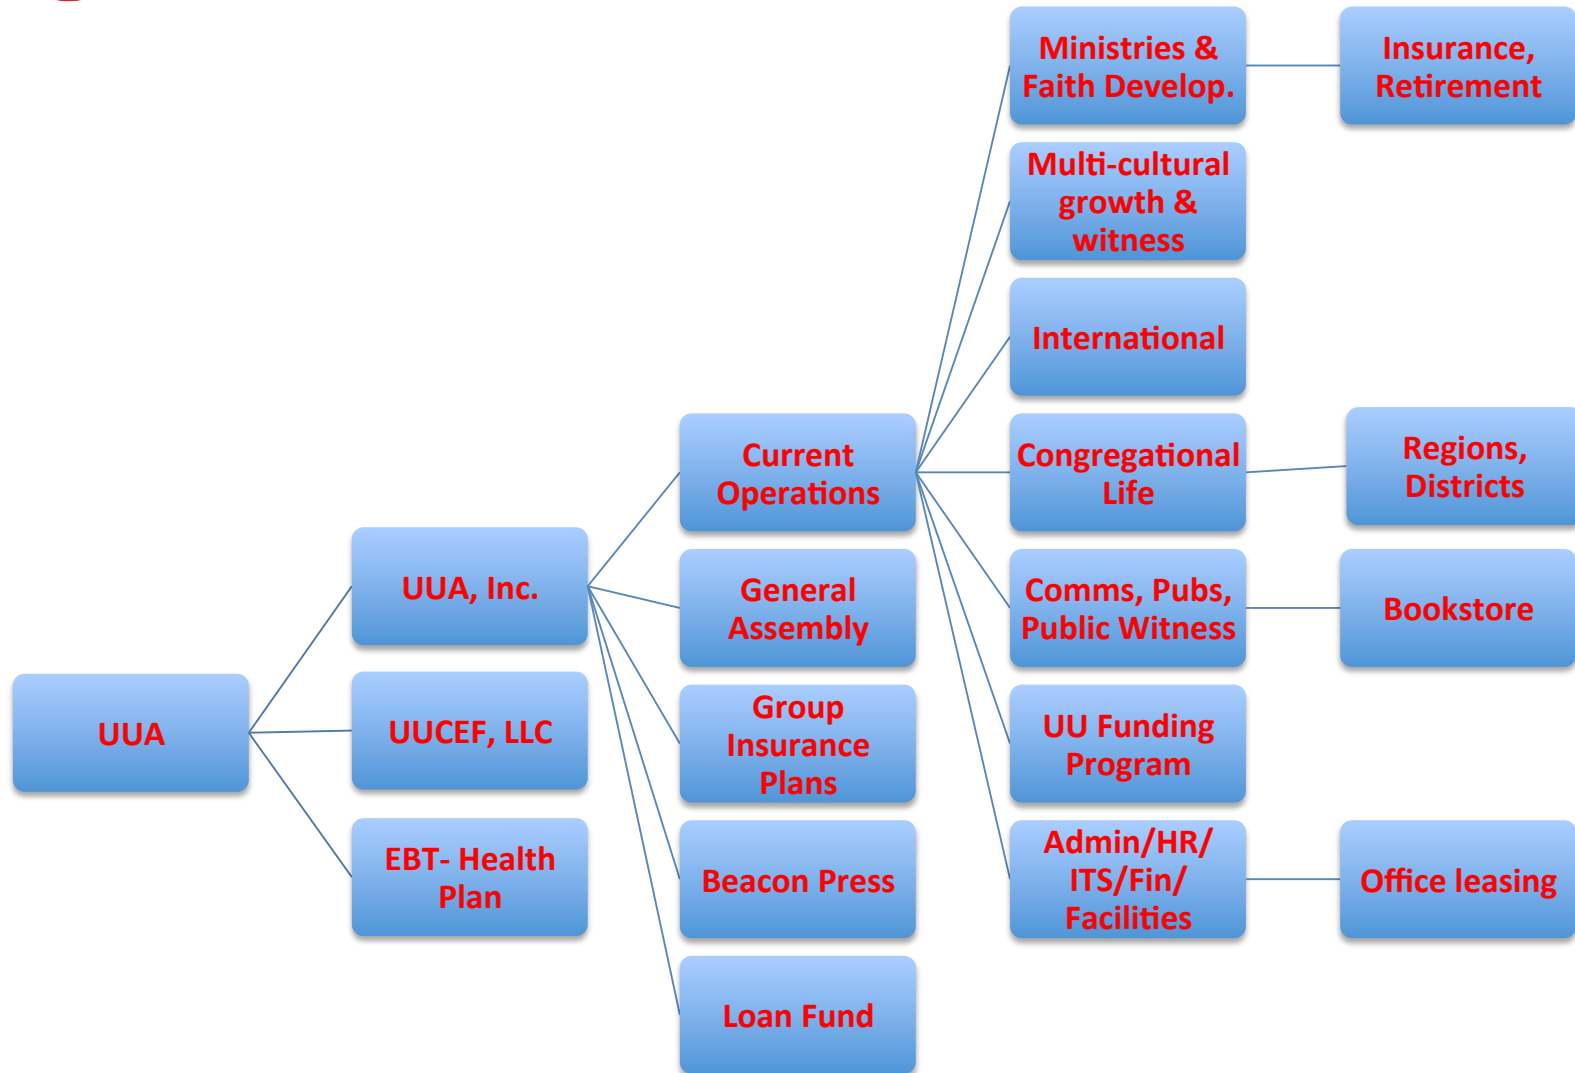 Ministries &
Faith Develop.
Insurance,
Retirement
Multi-cultural
growth &
witness
International
Current
Operations
Congregational
Life
Regions,
Districts
UUA, Inc.
General
Assembly
Comms, Pubs,
Public Witness
Bookstore
UUA
UUCEF, LLC
Group
Insurance
Plans
UU Funding
Program
EBT- Health
Plan
Beacon Press
Admin/HR/
ITS/Fin/
Facilities
Office leasing
Loan Fund